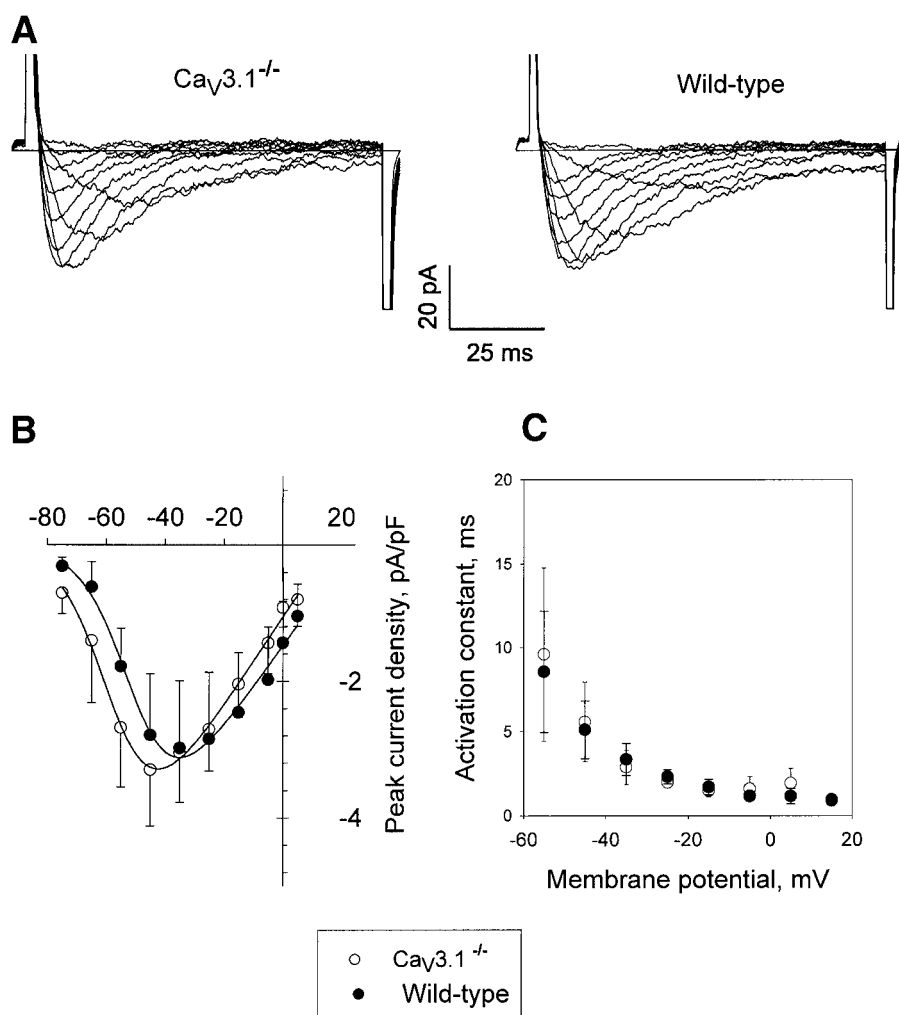 A
CaV3.1-/-
Wild-type
20 pA
25 ms
B
-80 -60 -40 -20 20
-2
-4
Peak current density, pA/pF
C
20
15
10
5
0
-60 -40 -20 0 20
Activation constant, ms
Membrane potential, mV
CaV3.1 -/-
Wild-type